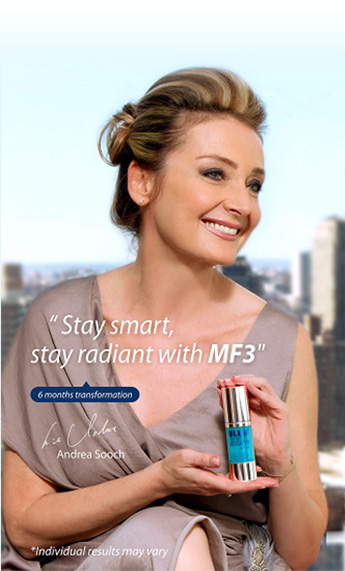 “ Stay smart,
stay radiant with MF3"
6 months transformation
Andrea Sooch
*Individual results may vary